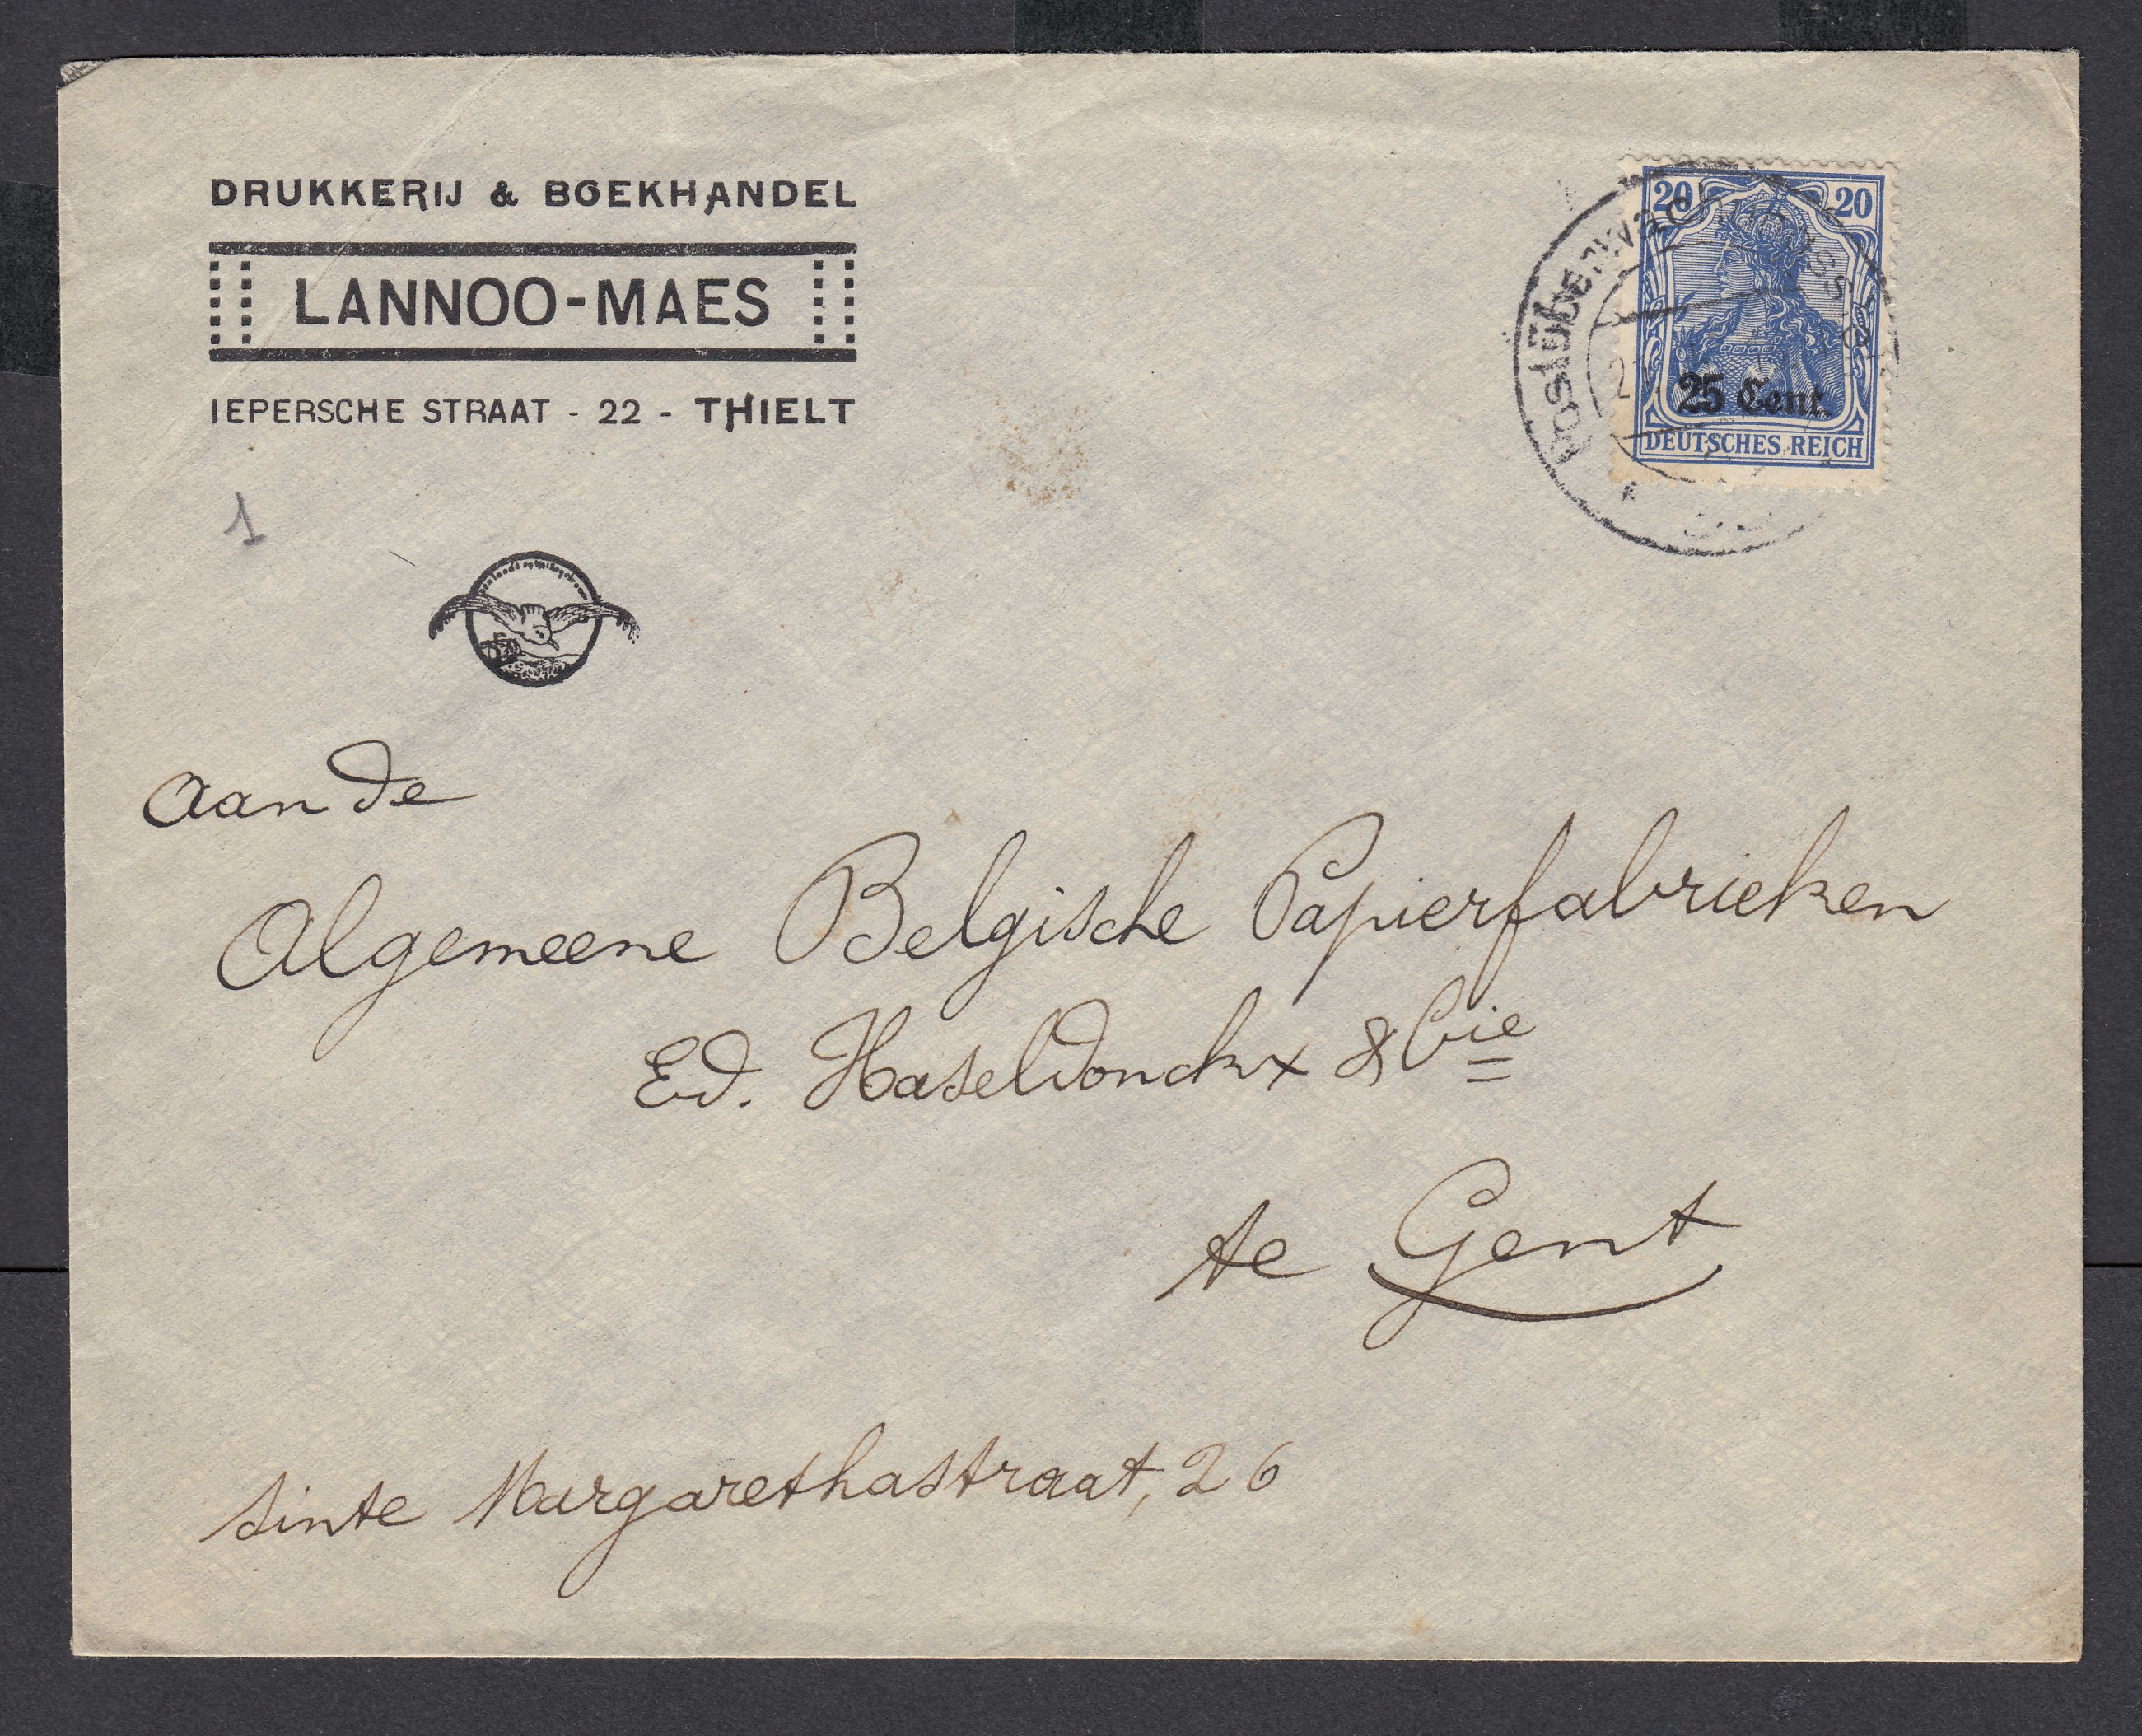 DRUKKERIJ & BOEKHANDEL
LANNOO-MAES
IEPERSCHE STRAAT - 22 - THIELT
1
20 20
25 Cent.
DEUTSCHES REICH
aan de
Algemeene Belgische Papierfabrieken
Ed. Haseldonckx & Cie
te Gent
sinte Margarethastraat, 26